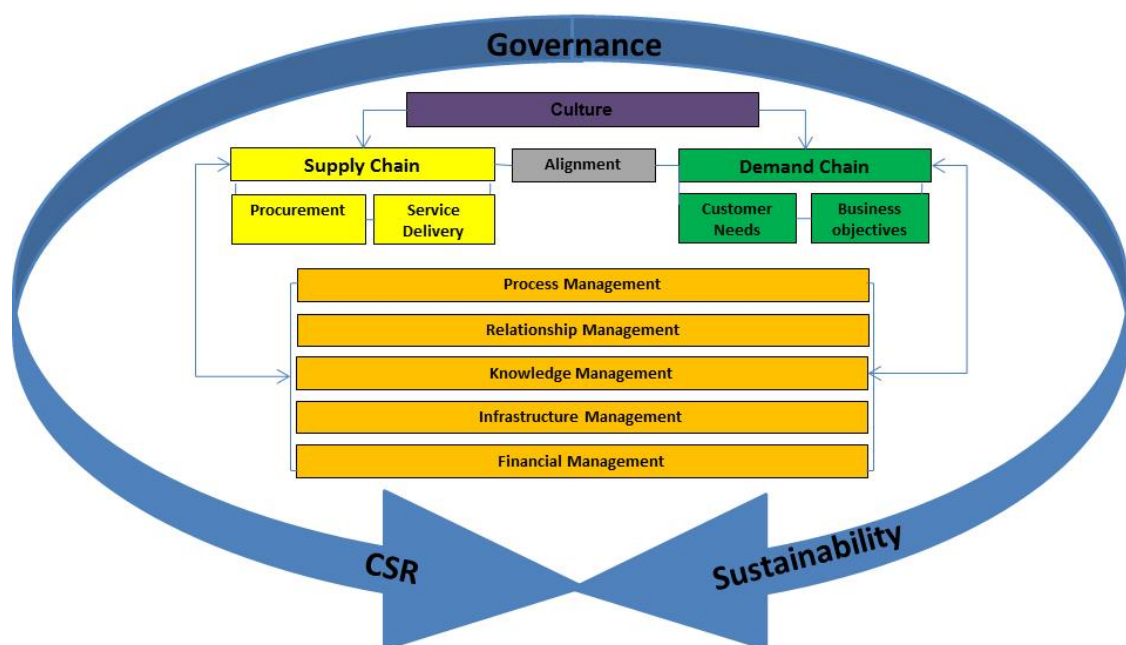 Governance
Culture
Supply Chain
Alignment
Demand Chain
Procurement
Service
Delivery
Customer
Needs
Business
objectives
Process Management
Relationship Management
Knowledge Management
Infrastructure Management
Financial Management
CSR
Sustainability